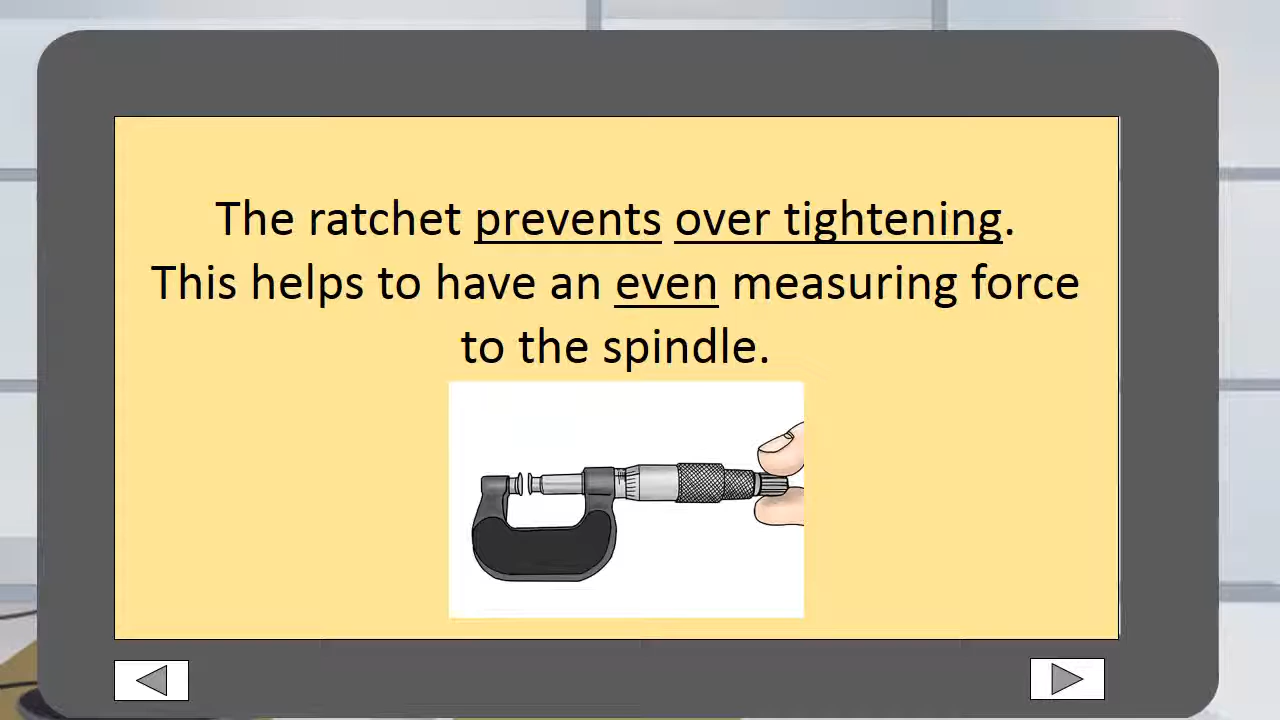 The ratchet prevents over tightening.
This helps to have an even measuring force
to the spindle.